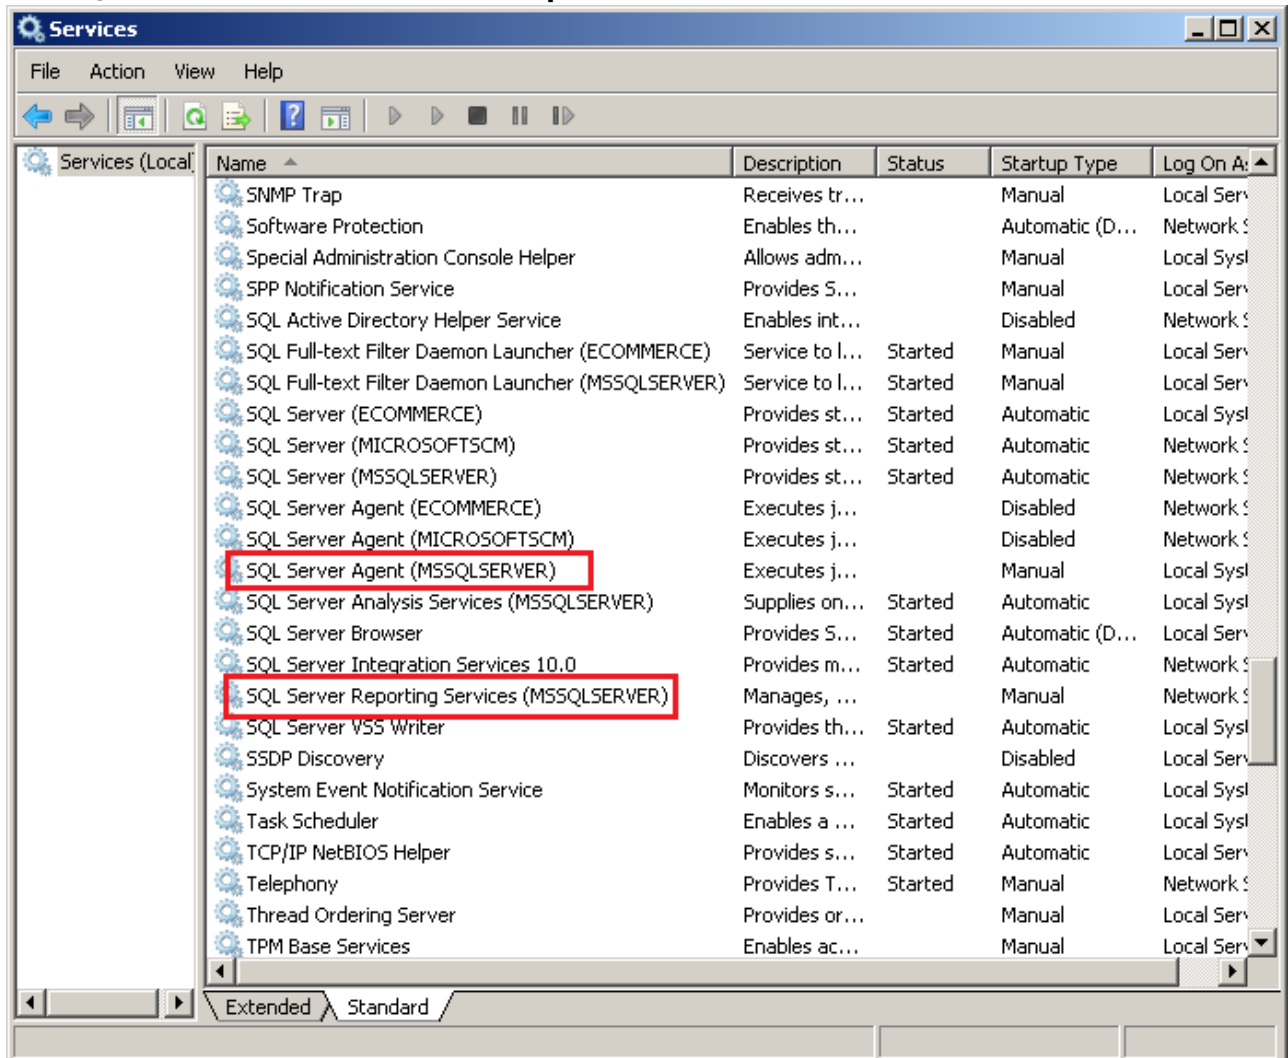 Services
File Action View Help
Services (Local)
Name Description Status Startup Type Log On As
SNMP Trap Receives tr... Manual Local Serv
Software Protection Enables th... Automatic (D... Network S
Special Administration Console Helper Allows adm... Manual Local Syst
SPP Notification Service Provides S... Manual Local Serv
SQL Active Directory Helper Service Enables int... Disabled Network S
SQL Full-text Filter Daemon Launcher (ECOMMERCE) Service to l... Started Manual Local Serv
SQL Full-text Filter Daemon Launcher (MSSQLSERVER) Service to l... Started Manual Local Serv
SQL Server (ECOMMERCE) Provides st... Started Automatic Local Syst
SQL Server (MICROSOFTSCM) Provides st... Started Automatic Network S
SQL Server (MSSQLSERVER) Provides st... Started Automatic Network S
SQL Server Agent (ECOMMERCE) Executes j... Disabled Network S
SQL Server Agent (MICROSOFTSCM) Executes j... Disabled Network S
SQL Server Agent (MSSQLSERVER) Executes j... Manual Local Syst
SQL Server Analysis Services (MSSQLSERVER) Supplies on... Started Automatic Local Syst
SQL Server Browser Provides S... Started Automatic (D... Local Serv
SQL Server Integration Services 10.0 Provides m... Started Automatic Network S
SQL Server Reporting Services (MSSQLSERVER) Manages, ... Manual Network S
SQL Server VSS Writer Provides th... Started Automatic Local Syst
SSDP Discovery Discovers ... Disabled Local Serv
System Event Notification Service Monitors s... Started Automatic Local Syst
Task Scheduler Enables a ... Started Automatic Local Syst
TCP/IP NetBIOS Helper Provides s... Started Automatic Local Serv
Telephony Provides T... Started Manual Network S
Thread Ordering Server Provides or... Manual Local Serv
TPM Base Services Enables ac... Manual Local Serv
Extended Standard